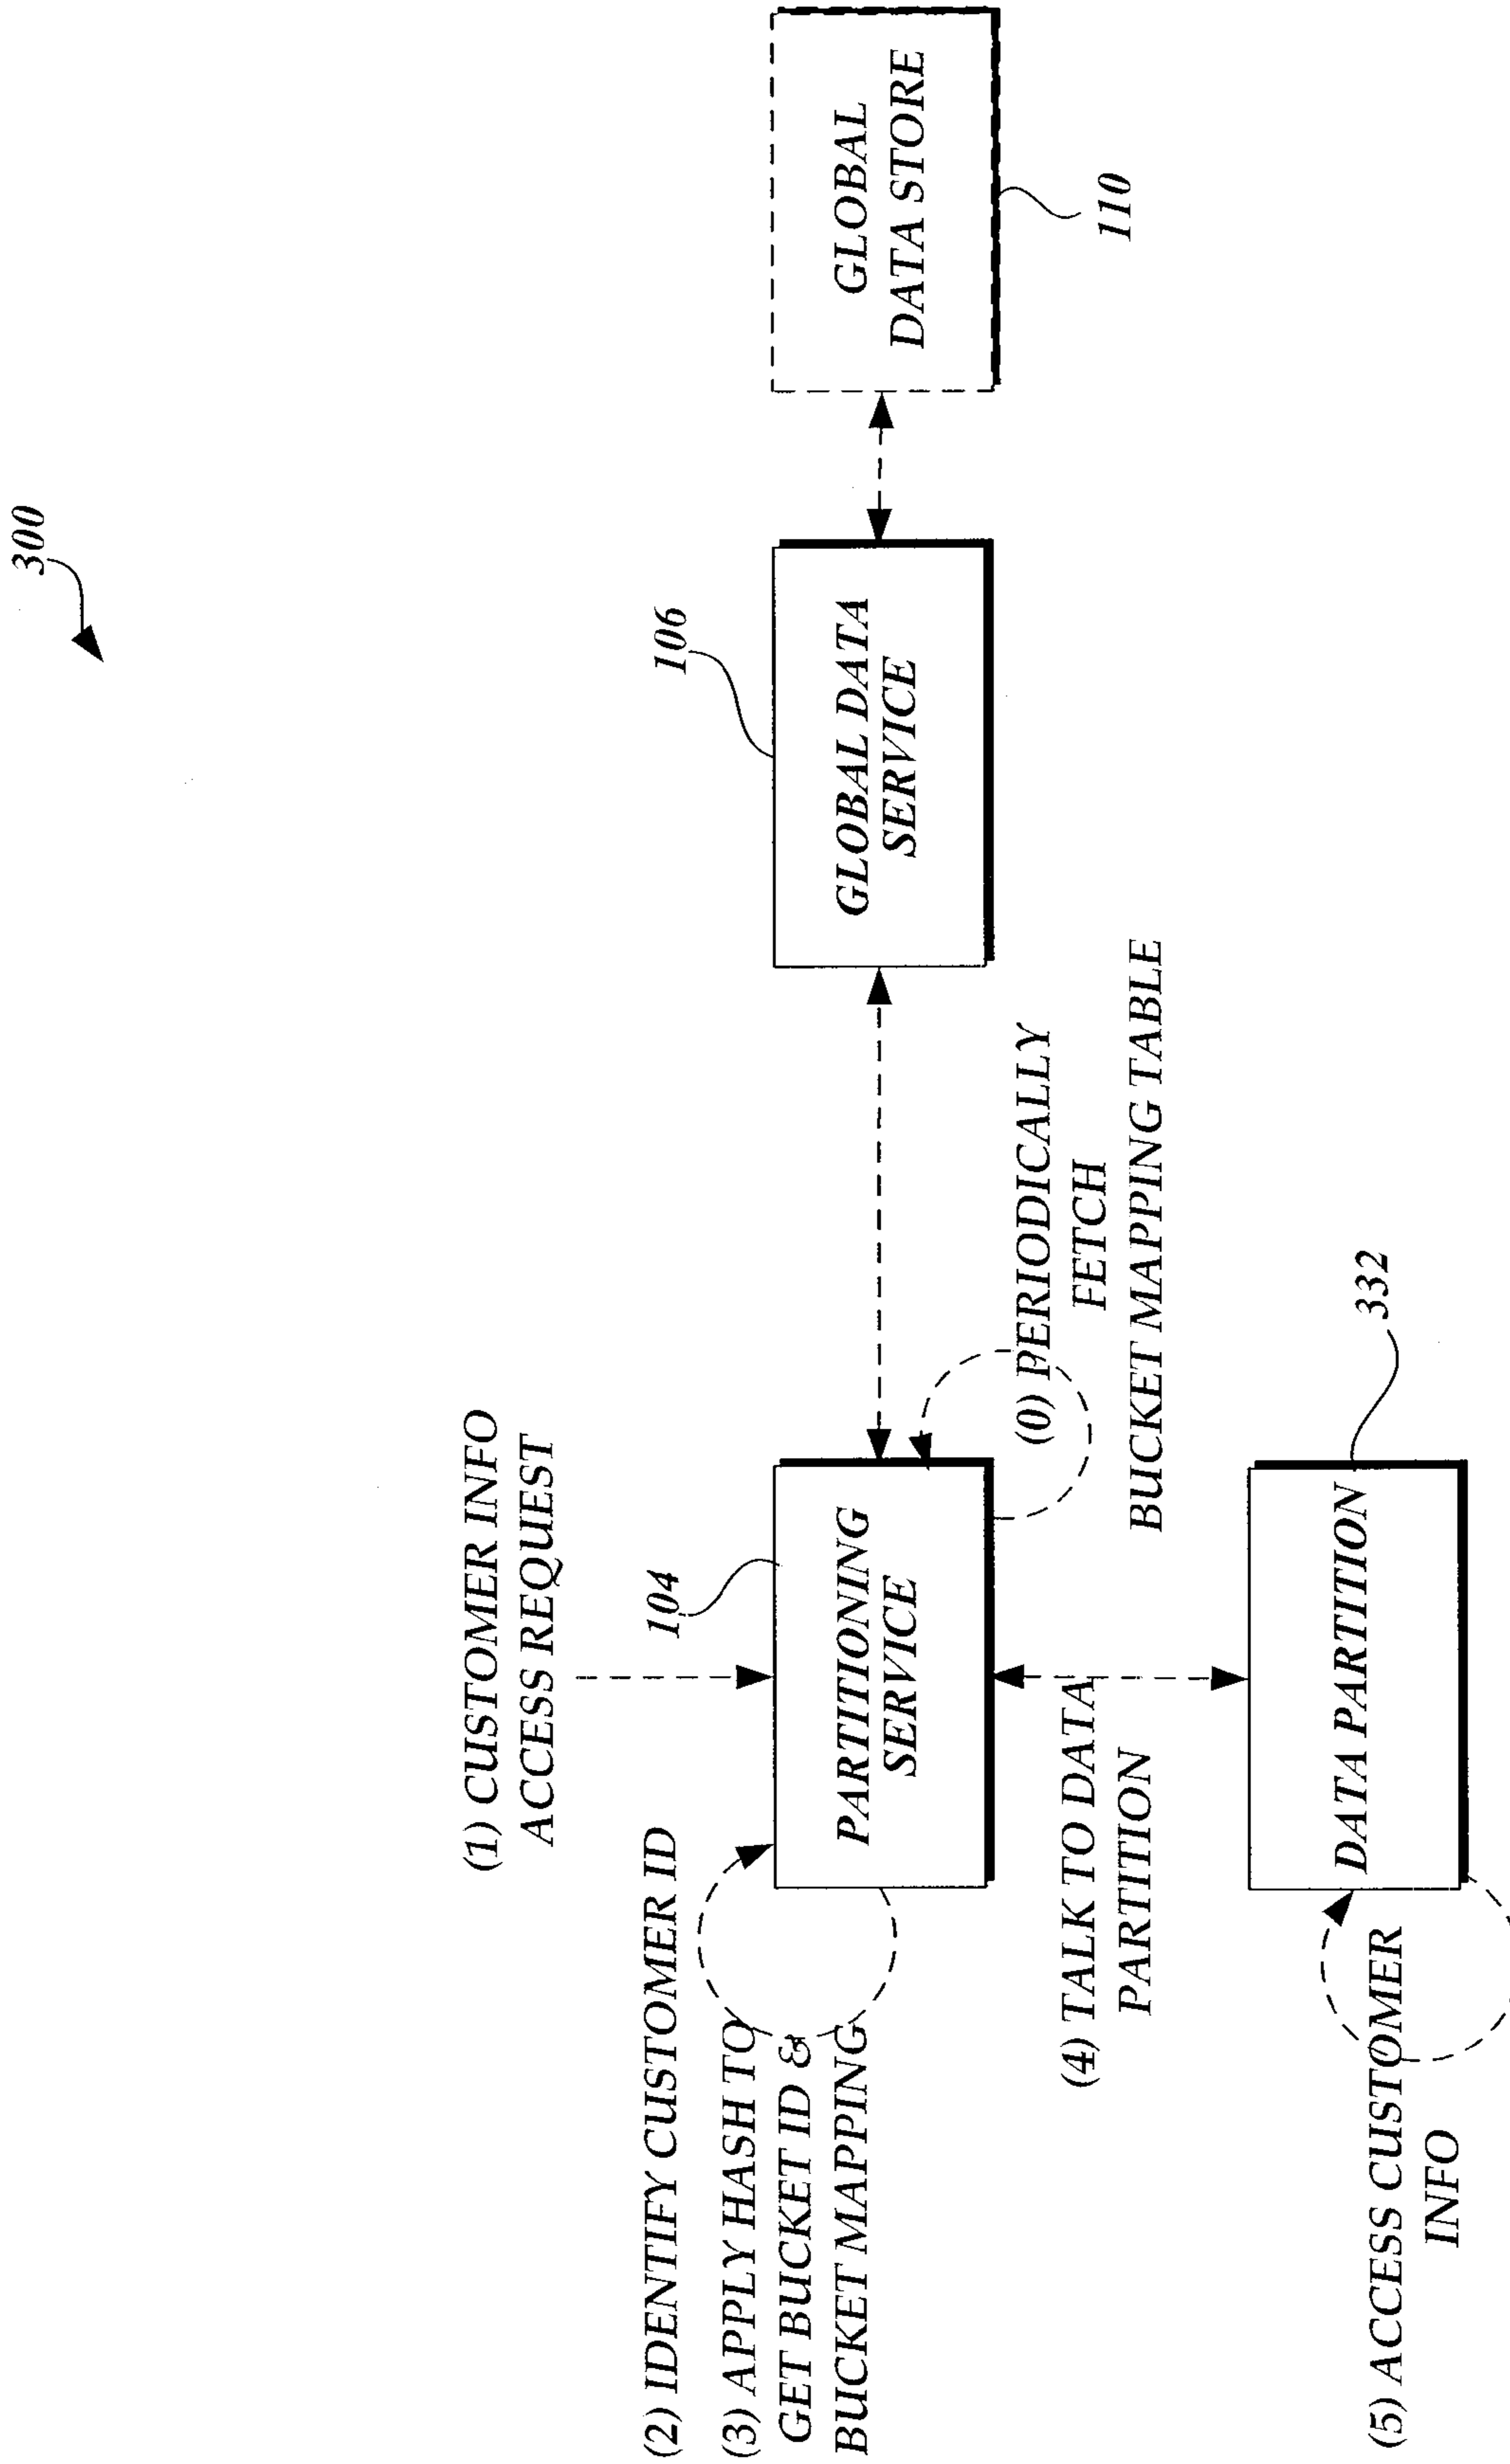 300
(1) CUSTOMER INFO
ACCESS REQUEST
(2) IDENTIFY CUSTOMER ID
(3) APPLY HASH TO
GET BUCKET ID &
BUCKET MAPPING
104
PARTITIONING
SERVICE
106
GLOBAL DATA
SERVICE
GLOBAL
DATA STORE
110
(0) PERIODICALLY
FETCH
BUCKET MAPPING TABLE
(4) TALK TO DATA
PARTITION
332
DATA PARTITION
(5) ACCESS CUSTOMER
INFO